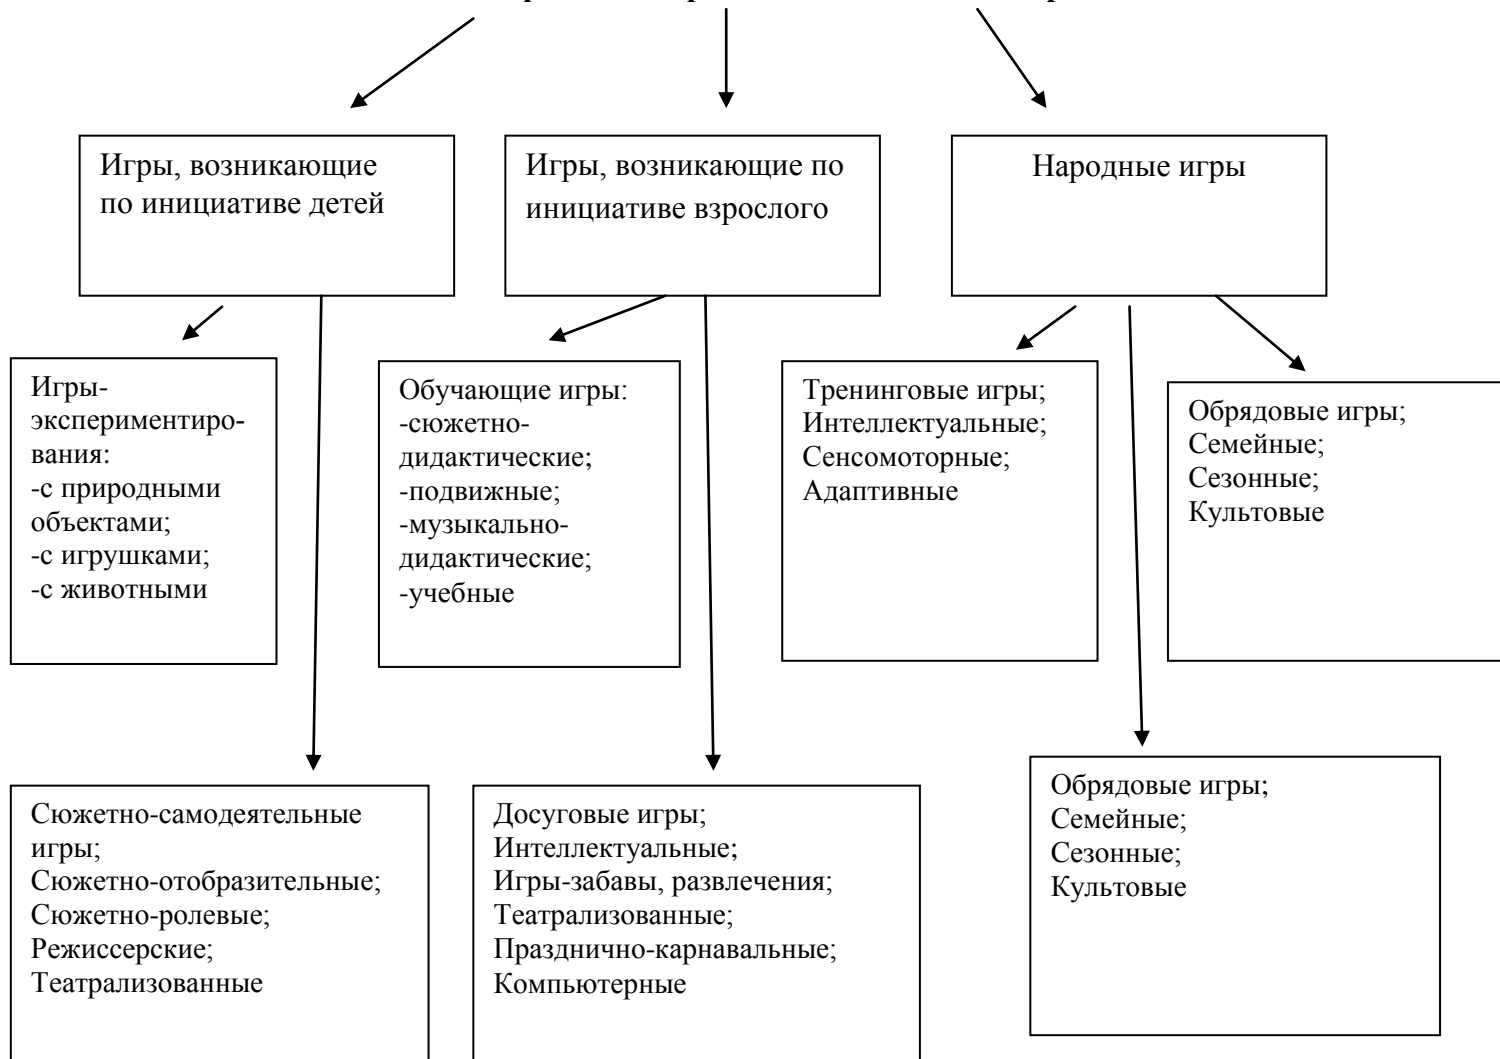 Игры, возникающие
по инициативе детей
Игры, возникающие по
инициативе взрослого
Народные игры
Игры-
экспериментиро-
вания:
-с природными
объектами;
-с игрушками;
-с животными
Обучающие игры:
-сюжетно-
дидактические;
-подвижные;
-музыкально-
дидактические;
-учебные
Тренинговые игры;
Интеллектуальные;
Сенсомоторные;
Адаптивные
Обрядовые игры;
Семейные;
Сезонные;
Культовые
Сюжетно-самодеятельные
игры;
Сюжетно-отобразительные;
Сюжетно-ролевые;
Режиссерские;
Театрализованные
Досуговые игры;
Интеллектуальные;
Игры-забавы, развлечения;
Театрализованные;
Празднично-карнавальные;
Компьютерные
Обрядовые игры;
Семейные;
Сезонные;
Культовые